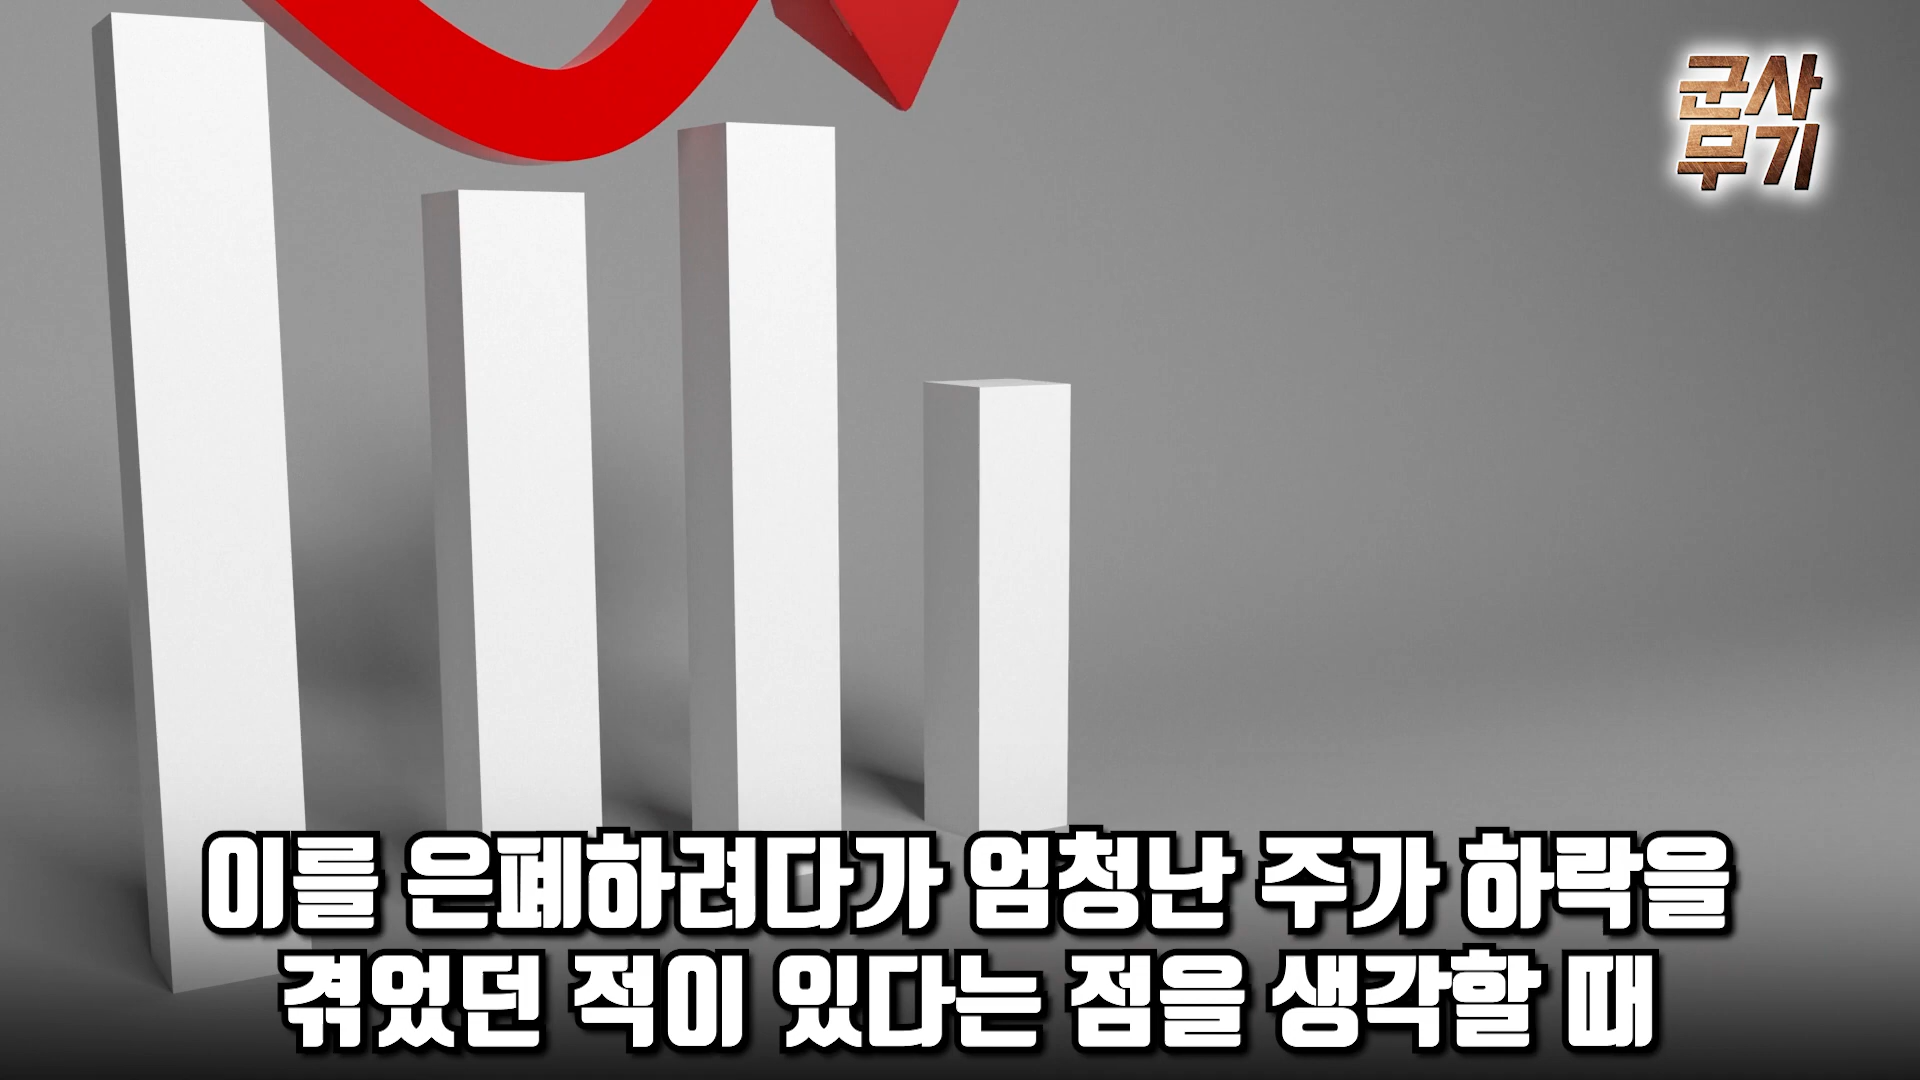 군사
무기
이를 은폐하려다가 엄청난 주가 하락을
겪었던 적이 있다는 점을 생각할 때